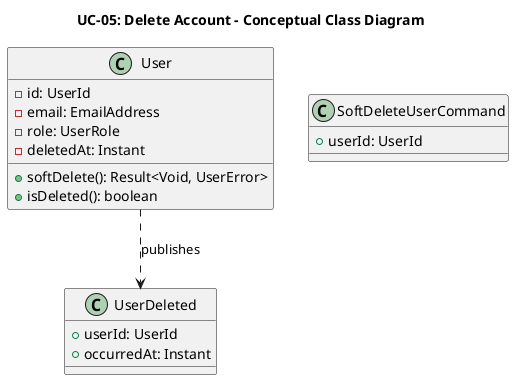 UC-05: Delete Account - Conceptual Class Diagram
C User
id: UserId
email: EmailAddress
role: UserRole
deletedAt: Instant
softDelete(): Result<Void, UserError>
isDeleted(): boolean
C SoftDeleteUserCommand
userId: UserId
publishes
C UserDeleted
userId: UserId
occurredAt: Instant